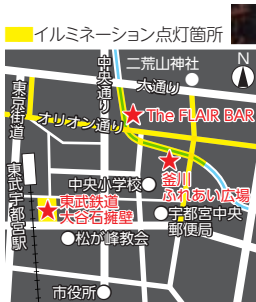 イルミネーション点灯箇所
中央通り
二荒山神社
N
大通り
東京街道
オリオン通り
The FLAIR BAR
釜川
ふれあい広場
中央小学校
東武宇都宮駅
東武鉄道
大谷石擁壁
宇都宮中央
郵便局
松が峰教会
市役所